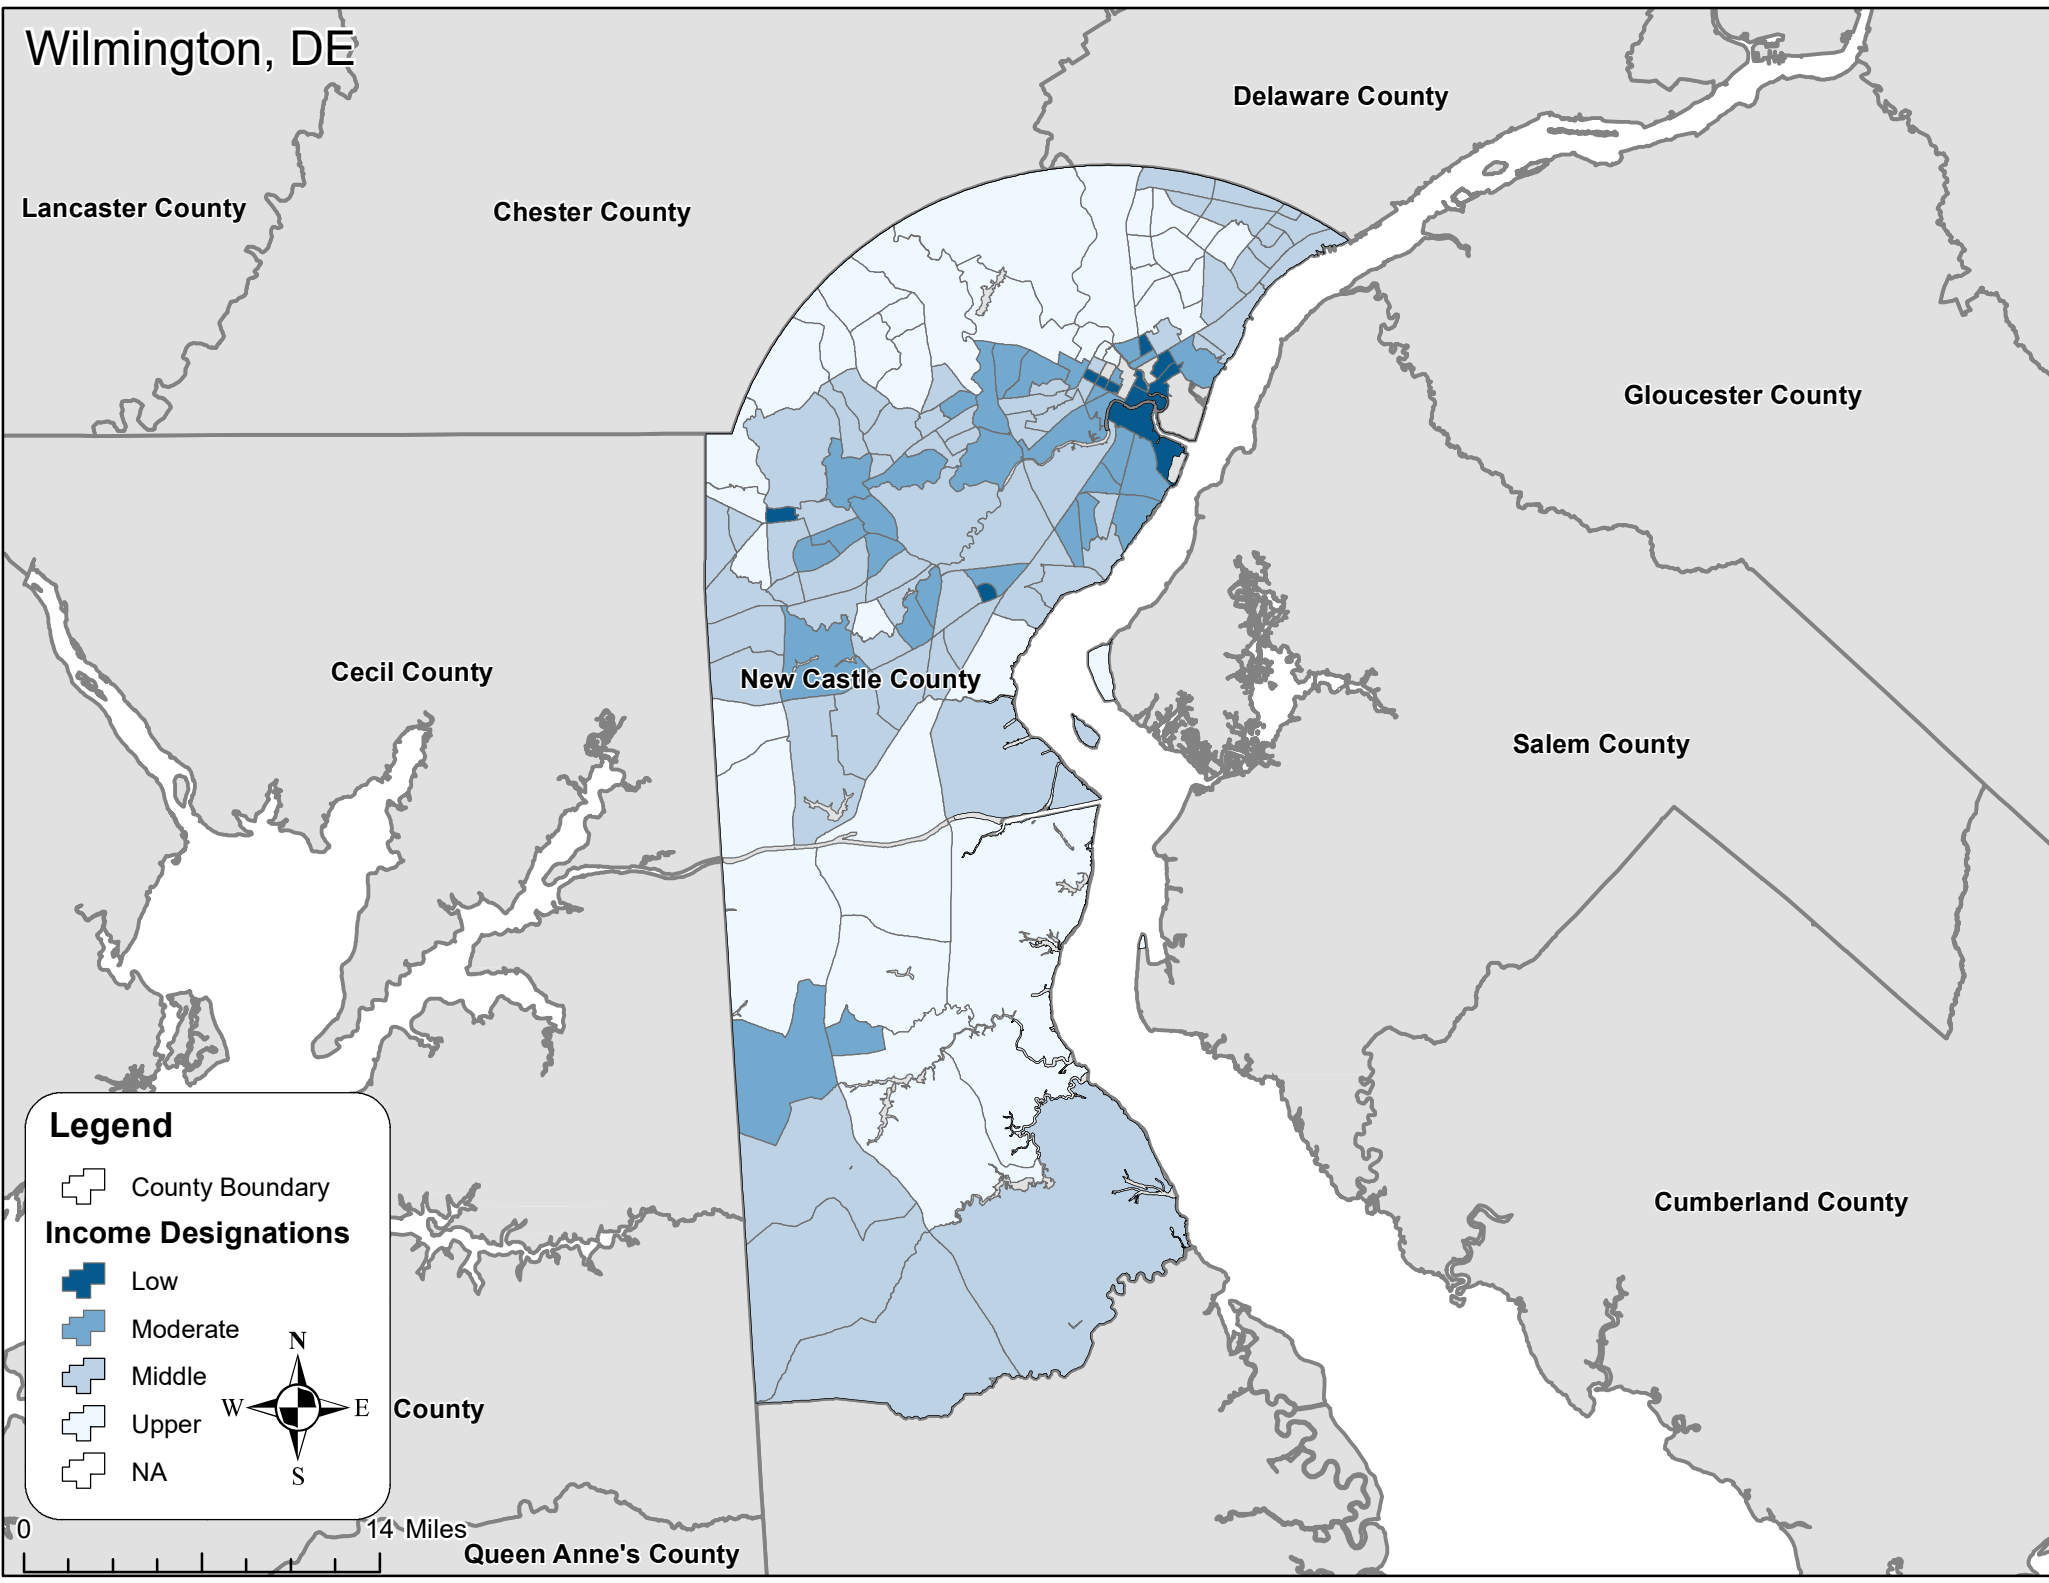 Wilmington, DE
Delaware County
Lancaster County
Chester County
Gloucester County
Cecil County
New Castle County
Salem County
Cumberland County
Legend
County Boundary
Income Designations
Low
Moderate
Middle
Upper
NA
N
W
E
S
County
0
14 Miles
Queen Anne's County